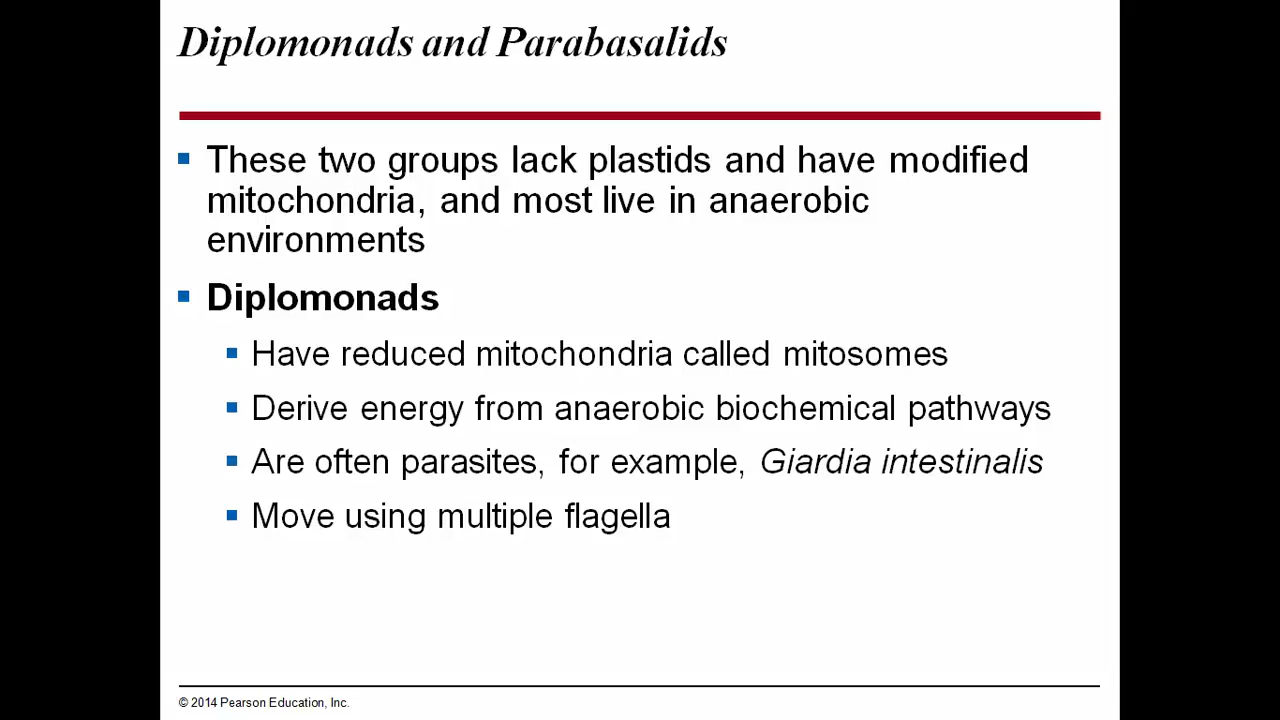 Diplomonads and Parabasalids
▪ These two groups lack plastids and have modified
mitochondria, and most live in anaerobic
environments
▪ Diplomonads
▪ Have reduced mitochondria called mitosomes
▪ Derive energy from anaerobic biochemical pathways
▪ Are often parasites, for example, Giardia intestinalis
▪ Move using multiple flagella
© 2014 Pearson Education, Inc.